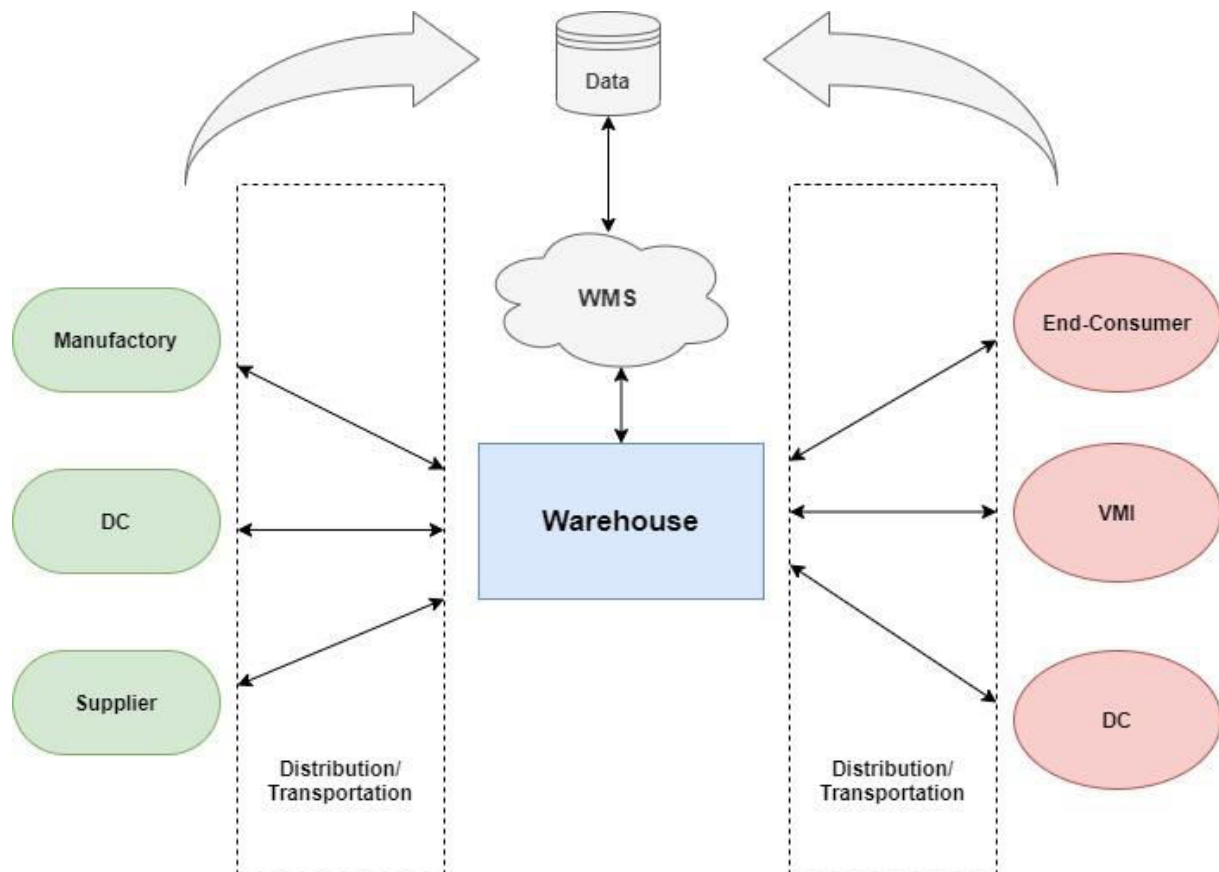 Data
WMS
Manufactory
End-Consumer
DC
Warehouse
VMI
Supplier
DC
Distribution/
Transportation
Distribution/
Transportation